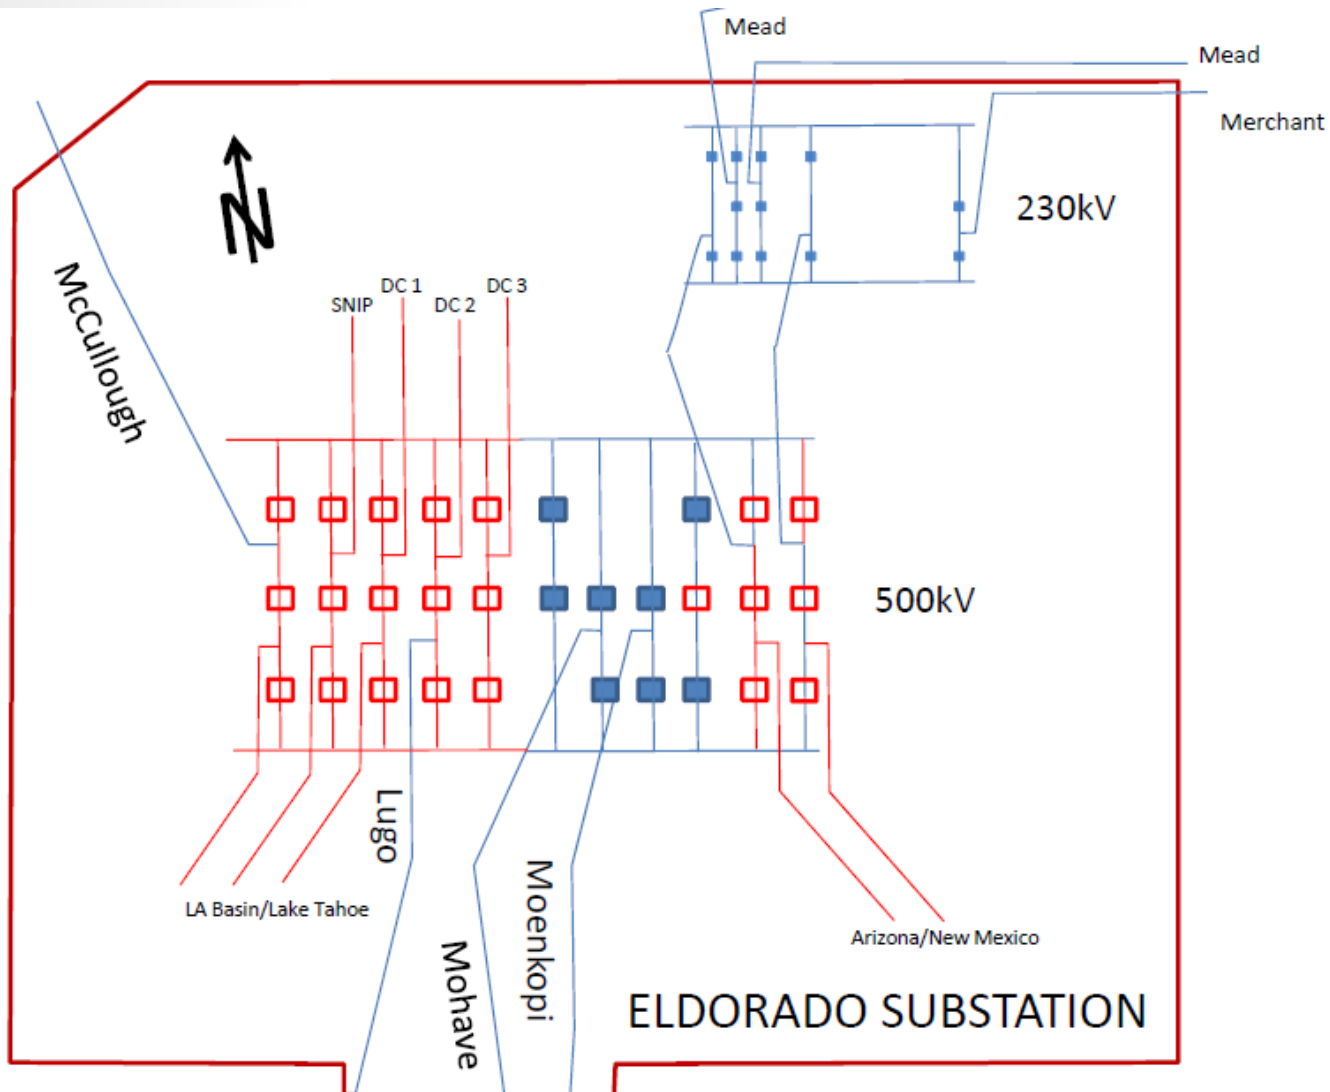 Mead
Mead
Merchant
N
230kV
McCullough
SNIP
DC 1
DC 2
DC 3
500kV
Lugo
LA Basin/Lake Tahoe
Mohave
Moenkopi
Arizona/New Mexico
ELDORADO SUBSTATION